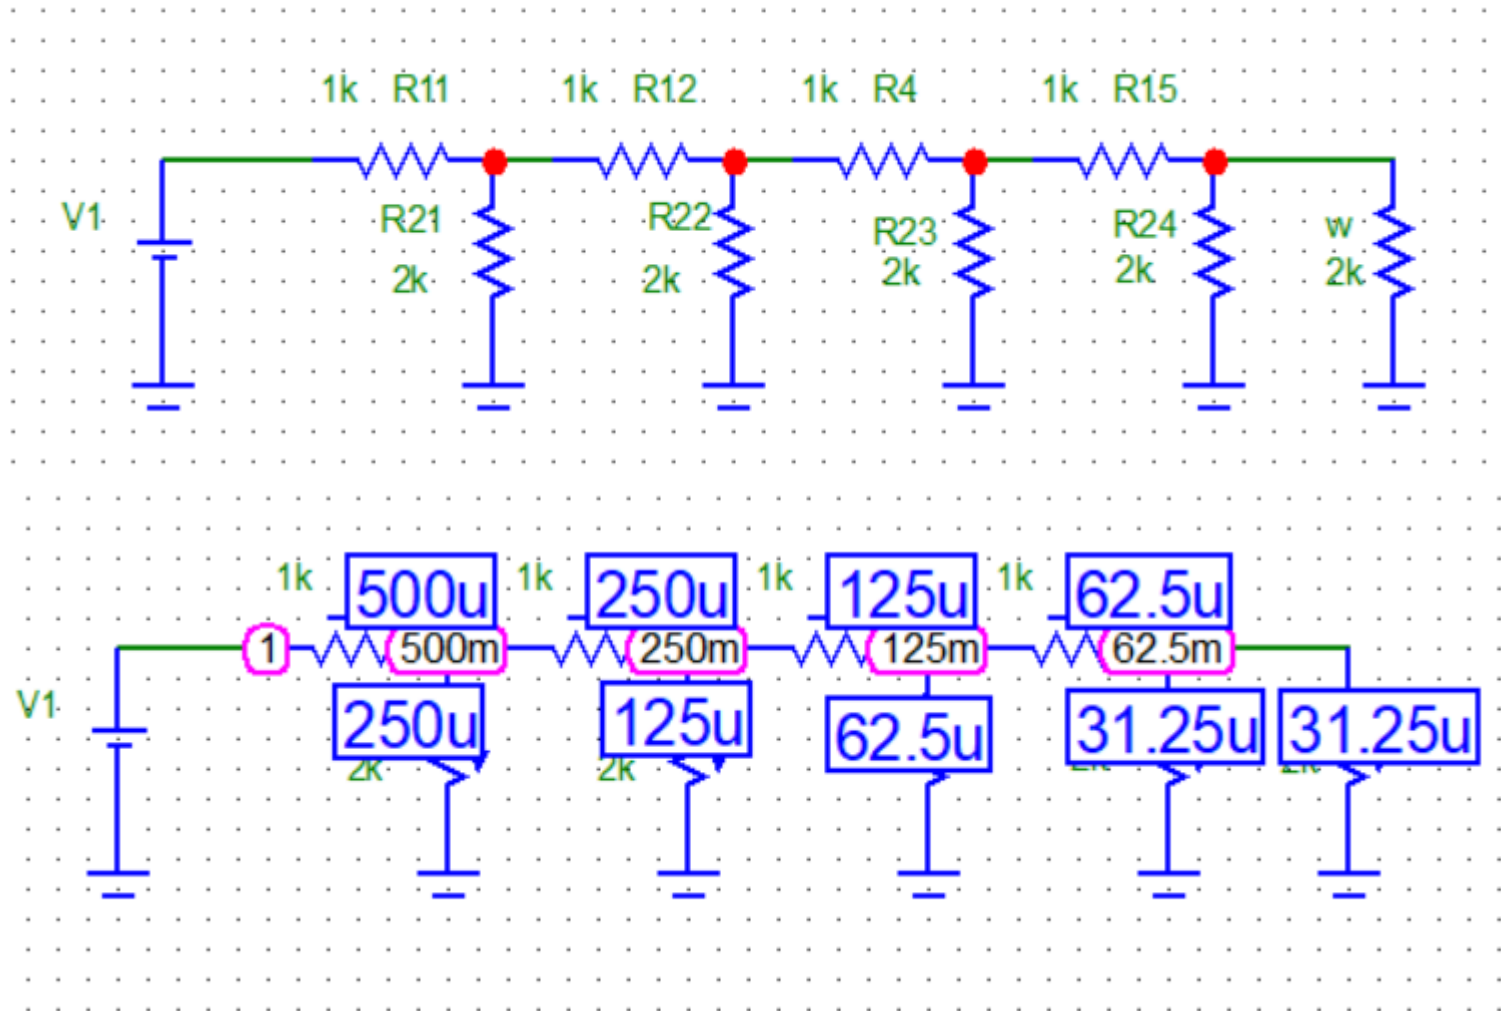 1k R11 1k R12 1k R4 1k R15
V1 R21 R22 R23 R24 w
2k 2k 2k 2k 2k
1k 500u 1k 250u 1k 125u 1k 62.5u
1 500m 250m 125m 62.5m
V1 250u 125u 62.5u 31.25u 31.25u
2k 2k